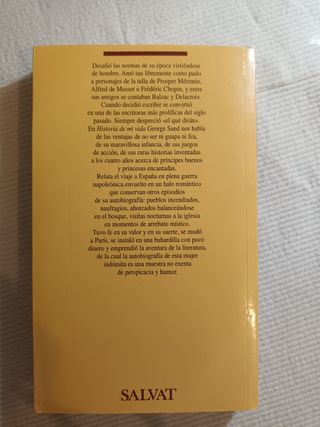 Desafió las normas de su época vistiéndose
de hombre. Amó tan libremente como pudo
a personajes de la talla de Prosper Mérimée,
Alfred de Musset o Frédéric Chopin, y entre
sus amigos se contaban Balzac y Delacroix.
Cuando decidió escribir se convirtió
en una de las escritoras más prolíficas del siglo
pasado. Siempre despreció «el qué dirán».
En Historia de mi vida George Sand nos habla
de las ventajas de no ser ni guapa ni fea,
de su maravillosa infancia, de sus juegos
de acción, de sus raras historias inventadas
a los cuatro años acerca de príncipes buenos
y princesas encantadas.
Relata el viaje a España en plena guerra
napoleónica envuelto en un halo romántico
que conservan otros episodios
de su autobiografía: pueblos incendiados,
naufragios, ahorcados balanceándose
en el bosque, visitas nocturnas a la iglesia
en momentos de arrebato místico.
Tuvo fe en su valor y en su suerte, se mudó
a París, se instaló en una buhardilla con poco
dinero y emprendió la aventura de la literatura,
de la cual la autobiografía de esta mujer
indómita es una muestra no exenta
de perspicacia y humor.
SALVAT